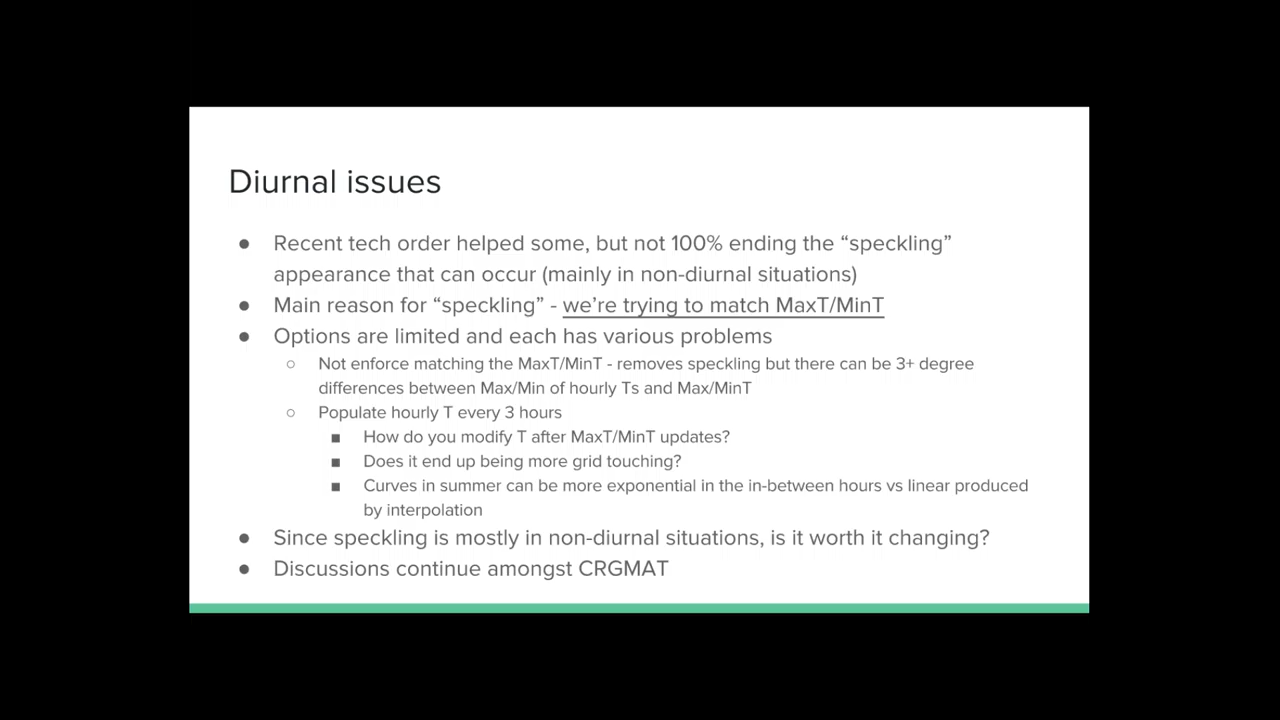 Diurnal issues
● Recent tech order helped some, but not 100% ending the “speckling”
appearance that can occur (mainly in non-diurnal situations)
● Main reason for “speckling” - we’re trying to match MaxT/MinT
● Options are limited and each has various problems
○ Not enforce matching the MaxT/MinT - removes speckling but there can be 3+ degree
differences between Max/Min of hourly Ts and Max/MinT
○ Populate hourly T every 3 hours
■ How do you modify T after MaxT/MinT updates?
■ Does it end up being more grid touching?
■ Curves in summer can be more exponential in the in-between hours vs linear produced
by interpolation
● Since speckling is mostly in non-diurnal situations, is it worth it changing?
● Discussions continue amongst CRGMAT